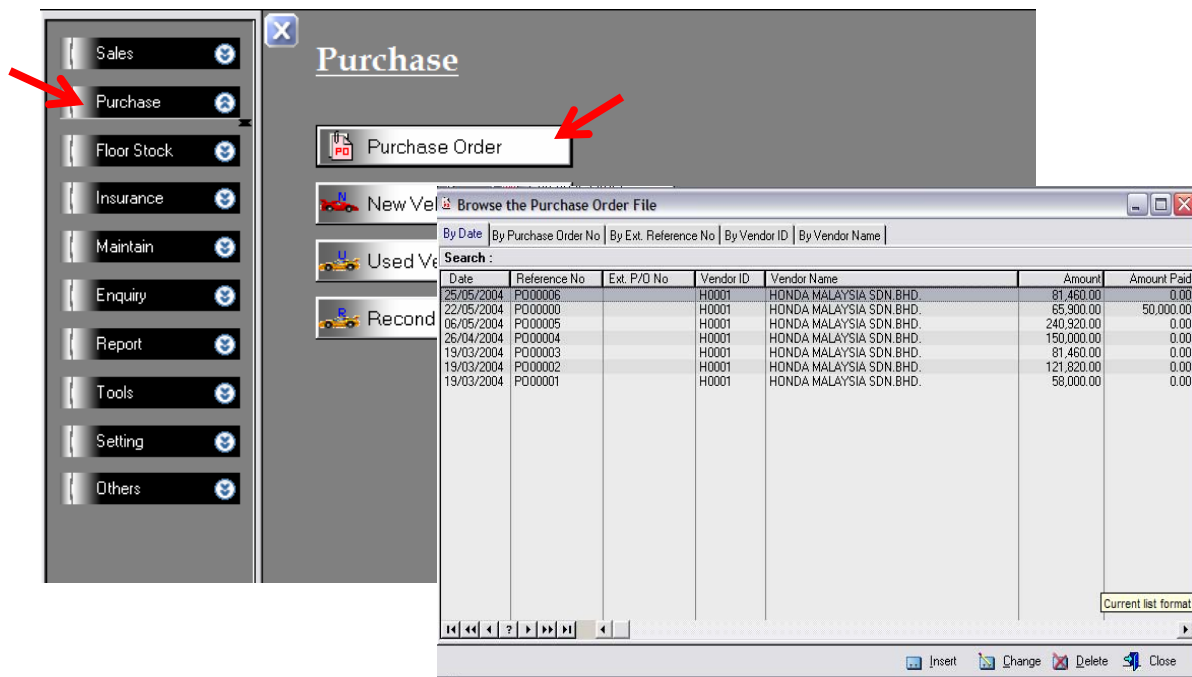 Sales
Purchase
Floor Stock
Insurance
Maintain
Enquiry
Report
Tools
Setting
Others
Purchase
PO Purchase Order
N New Vel
U Used Ve
R Recond
Browse the Purchase Order File
By Date By Purchase Order No By Ext. Reference No By Vendor ID By Vendor Name
Search :
Date Reference No Ext. P/O No Vendor ID Vendor Name Amount Amount Paid
25/05/2004 PO00006 H0001 HONDA MALAYSIA SDN.BHD. 81,460.00 0.00
22/05/2004 PO00000 H0001 HONDA MALAYSIA SDN.BHD. 65,900.00 50,000.00
06/05/2004 PO00005 H0001 HONDA MALAYSIA SDN.BHD. 240,920.00 0.00
26/04/2004 PO00004 H0001 HONDA MALAYSIA SDN.BHD. 150,000.00 0.00
19/03/2004 PO00003 H0001 HONDA MALAYSIA SDN.BHD. 81,460.00 0.00
19/03/2004 PO00002 H0001 HONDA MALAYSIA SDN.BHD. 121,820.00 0.00
19/03/2004 PO00001 H0001 HONDA MALAYSIA SDN.BHD. 58,000.00 0.00
Current list format
?
Insert Change Delete Close